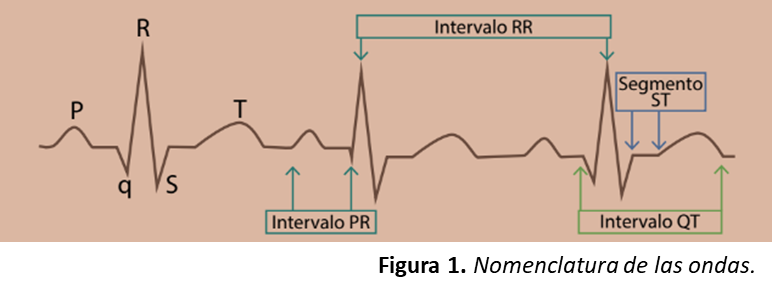 R
Intervalo RR
Segmento
ST
P
T
q
S
Intervalo PR
Intervalo QT
Figura 1. Nomenclatura de las ondas.